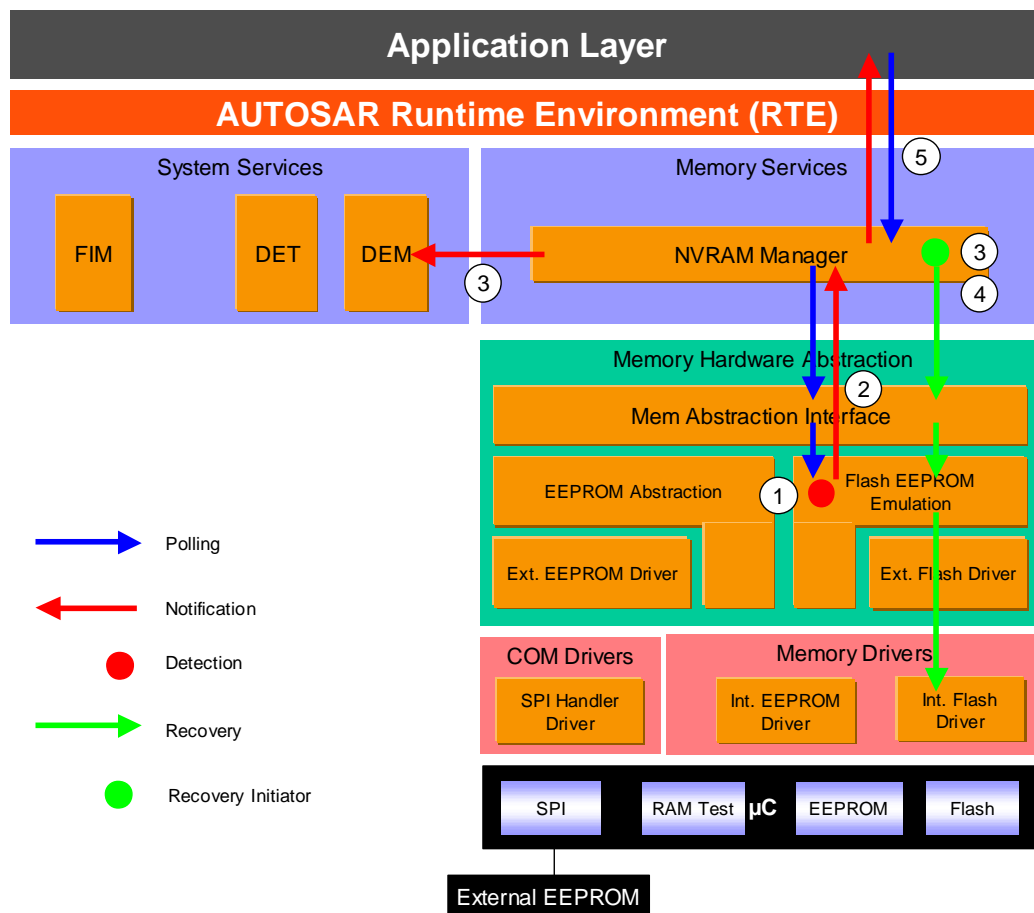 Application Layer
AUTOSAR Runtime Environment (RTE)
System Services
Memory Services
5
FIM
DET
DEM
3
NVRAM Manager
3
4
Memory Hardware Abstraction
2
Mem Abstraction Interface
EEPROM Abstraction
1
Flash EEPROM
Emulation
Ext. EEPROM Driver
Ext. Flash Driver
Polling
Notification
Detection
Recovery
Recovery Initiator
COM Drivers
Memory Drivers
SPI Handler
Driver
Int. EEPROM
Driver
Int. Flash
Driver
SPI
RAM Test
µC
EEPROM
Flash
External EEPROM